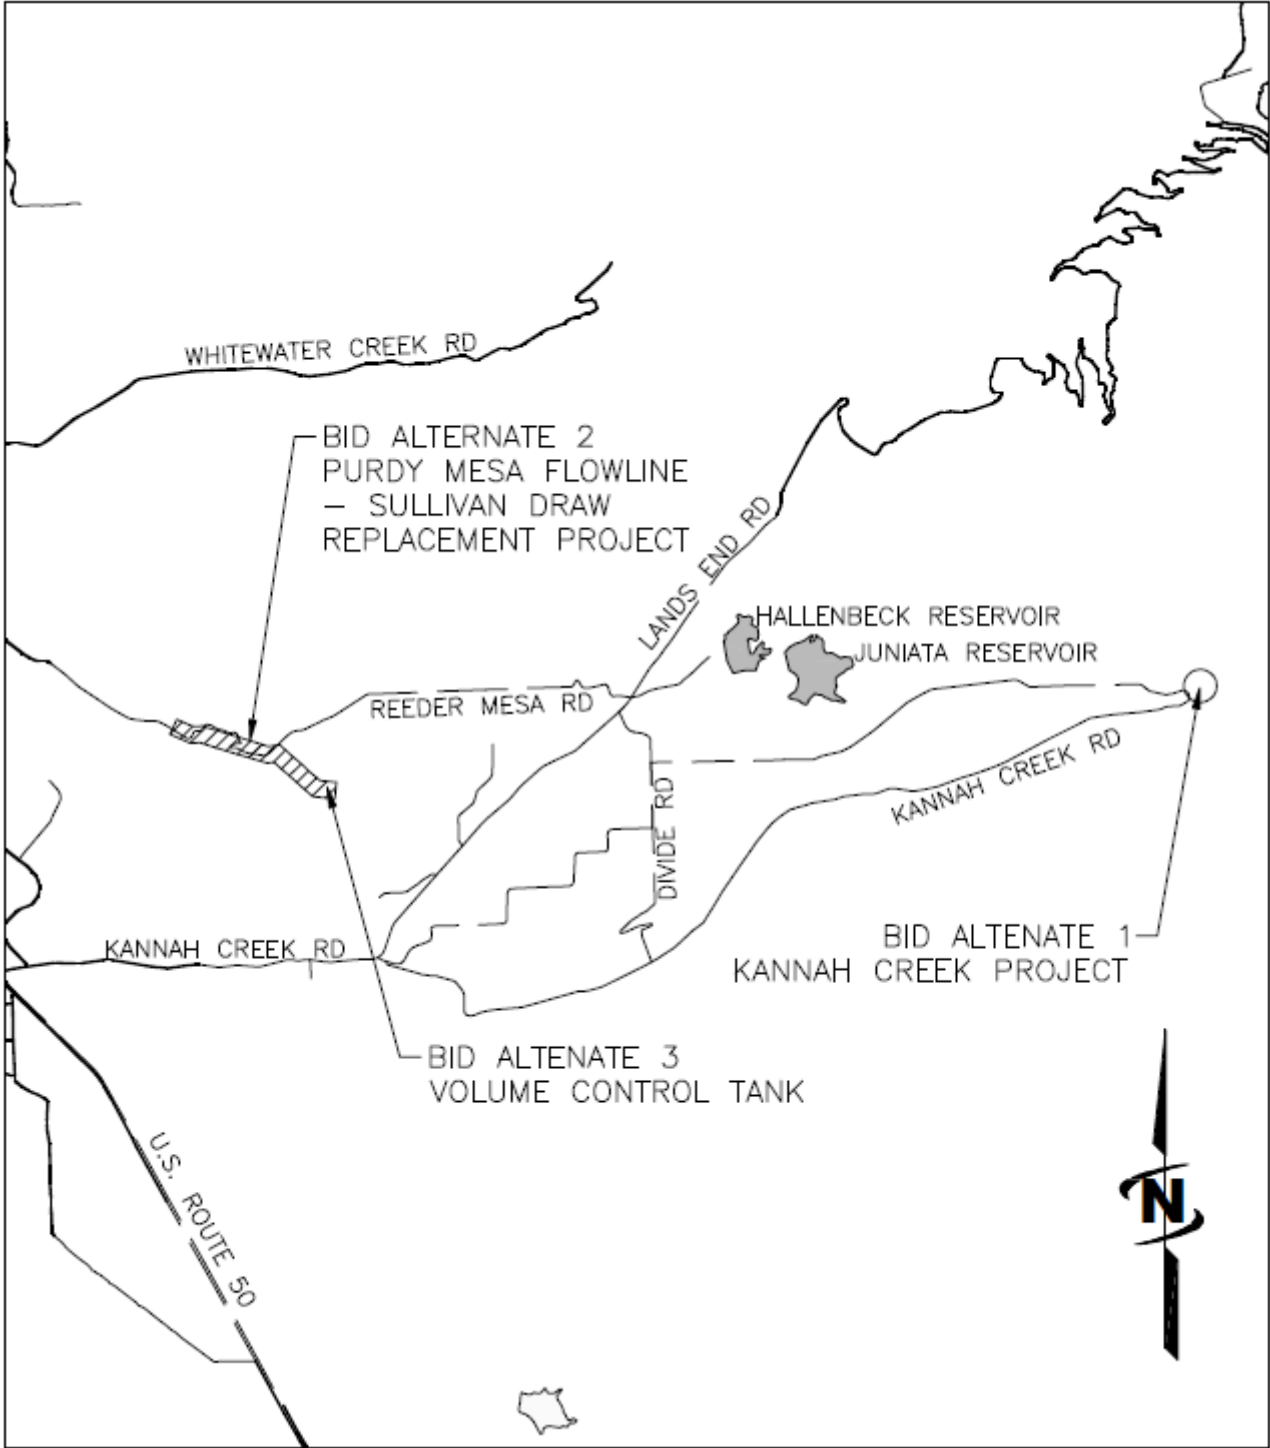 WHITEWATER CREEK RD
BID ALTERNATE 2
PURDY MESA FLOWLINE
– SULLIVAN DRAW
REPLACEMENT PROJECT
LANDS END RD
HALLENBECK RESERVOIR
JUNIATA RESERVOIR
REEDER MESA RD
KANNAH CREEK RD
DIVIDE RD
KANNAH CREEK RD
BID ALTENATE 1
KANNAH CREEK PROJECT
BID ALTENATE 3
VOLUME CONTROL TANK
U.S. ROUTE 50
N